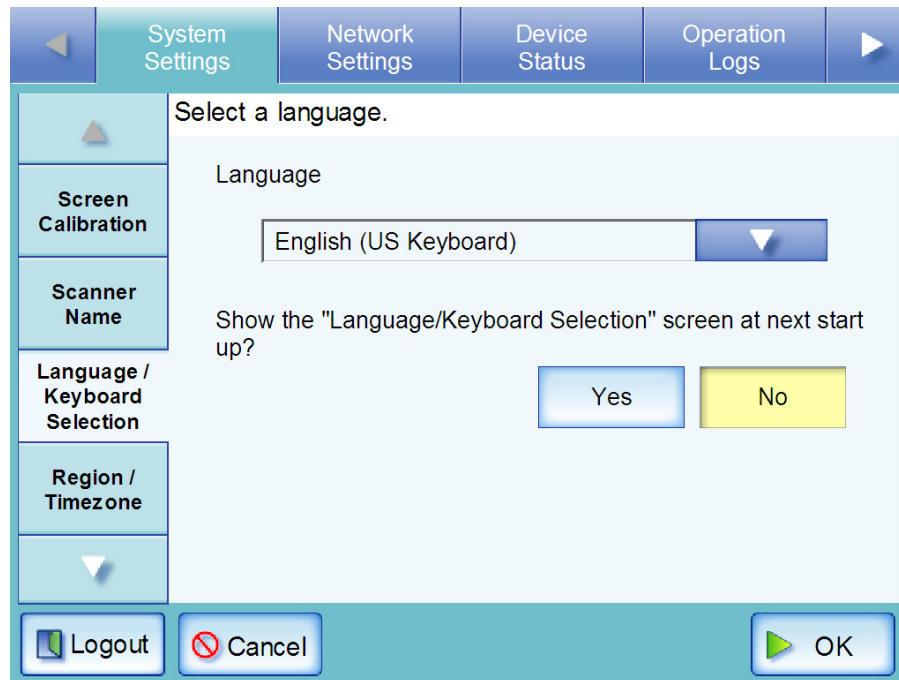 System
Settings
Network
Settings
Device
Status
Operation
Logs
Select a language.
Screen
Calibration
Scanner
Name
Language /
Keyboard
Selection
Region /
Timezone
Language
English (US Keyboard)
Show the "Language/Keyboard Selection" screen at next start
up?
Yes
No
Logout
Cancel
OK